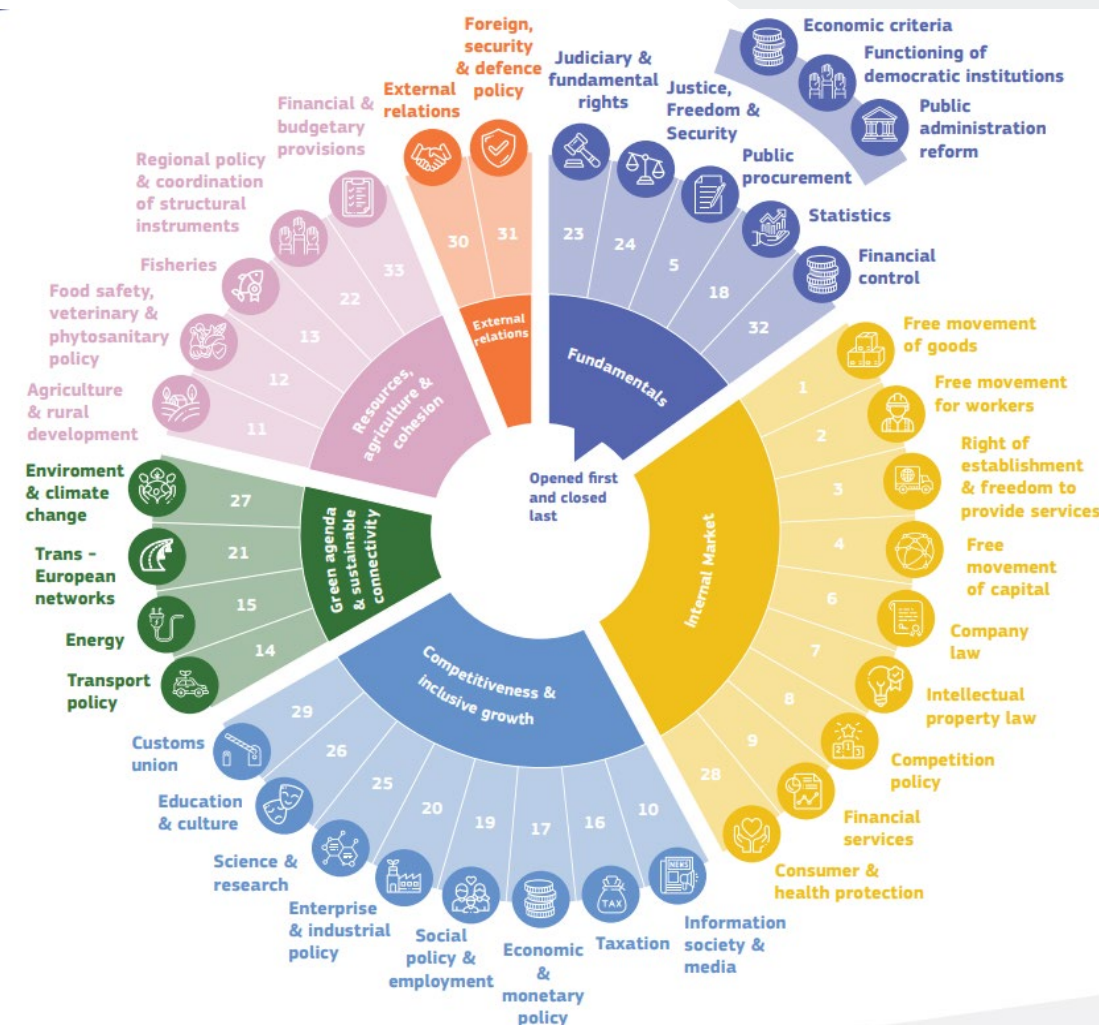 Economic criteria
Functioning of
democratic institutions
Public
administration
reform
Judiciary &
fundamental
rights
Justice,
Freedom &
Security
Public
procurement
Statistics
Financial
control
23
24
5
18
32
Fundamentals
Opened first
and closed
last
Free movement
of goods
Free movement
for workers
Right of
establishment
& freedom to
provide services
Free
movement
of capital
Company
law
Intellectual
property law
Competition
policy
Financial
services
Consumer &
health protection
1
2
3
4
6
7
8
9
28
Internal Market
Information
society &
media
Taxation
Economic
&
monetary
policy
Social
policy &
employment
Enterprise
& industrial
policy
Science &
research
Education
& culture
Customs
union
10
16
17
19
20
25
26
29
Competitiveness &
inclusive growth
TAX
NEWS
2 1 3
Transport
policy
Energy
Trans -
European
networks
Enviroment
& climate
change
14
15
21
27
Green agenda
& sustainable
connectivity
Agriculture
& rural
development
Food safety,
veterinary &
phytosanitary
policy
Fisheries
Regional policy
& coordination
of structural
instruments
Financial &
budgetary
provisions
11
12
13
22
33
Resources,
agriculture &
cohesion
External
relations
Foreign,
security
& defence
policy
30
31
External
relations